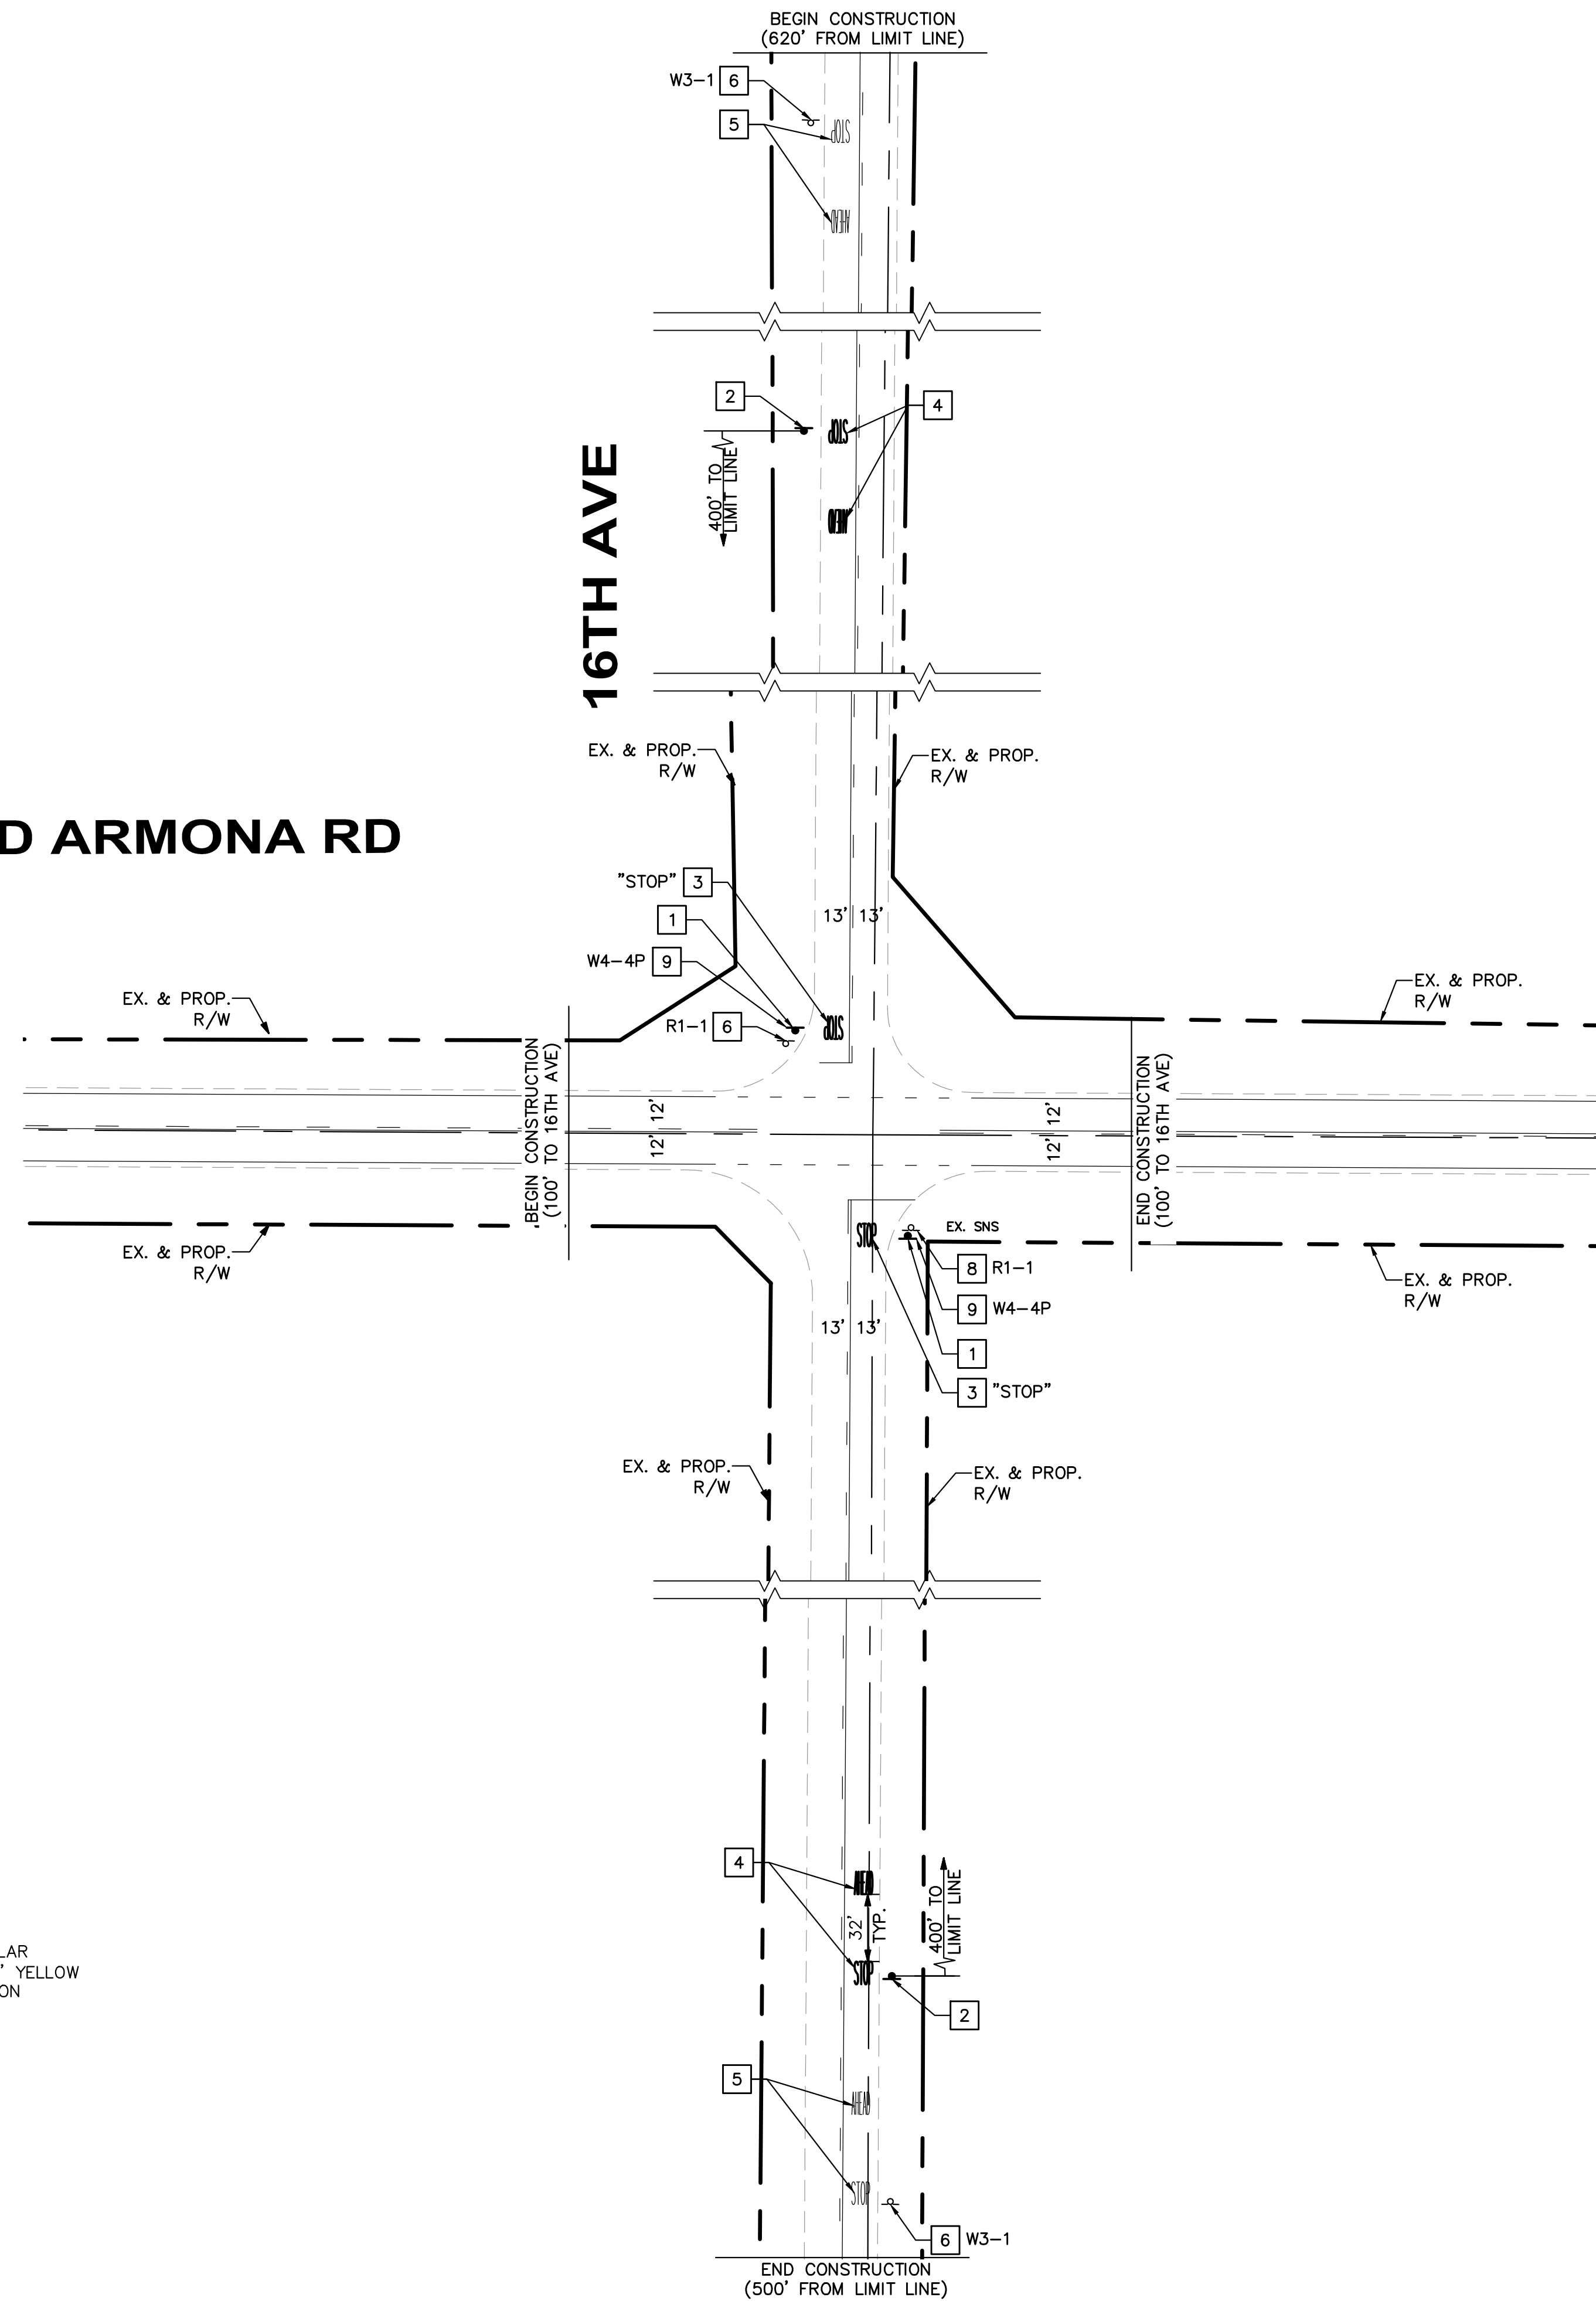 BEGIN CONSTRUCTION
(620' FROM LIMIT LINE)
W3-1 6
5
STOP
AHEAD
2
4
STOP
400' TO
LIMIT LINE
AHEAD
16TH AVE
EX. & PROP.
R/W
EX. & PROP.
R/W
D ARMONA RD
"STOP" 3
13' 13'
1
W4-4P 9
EX. & PROP.
R/W
EX. & PROP.
R/W
R1-1 6
STOP
BEGIN CONSTRUCTION
(100' TO 16TH AVE)
12' 12'
12' 12'
END CONSTRUCTION
(100' TO 16TH AVE)
STOP
EX. SNS
EX. & PROP.
R/W
8 R1-1
EX. & PROP.
R/W
9 W4-4P
13' 13'
1
3 "STOP"
EX. & PROP.
R/W
EX. & PROP.
R/W
4
AHEAD
32'
TYP.
400' TO
LIMIT LINE
STOP
LAR
' YELLOW
ON
2
5
AHEAD
STOP
6 W3-1
END CONSTRUCTION
(500' FROM LIMIT LINE)